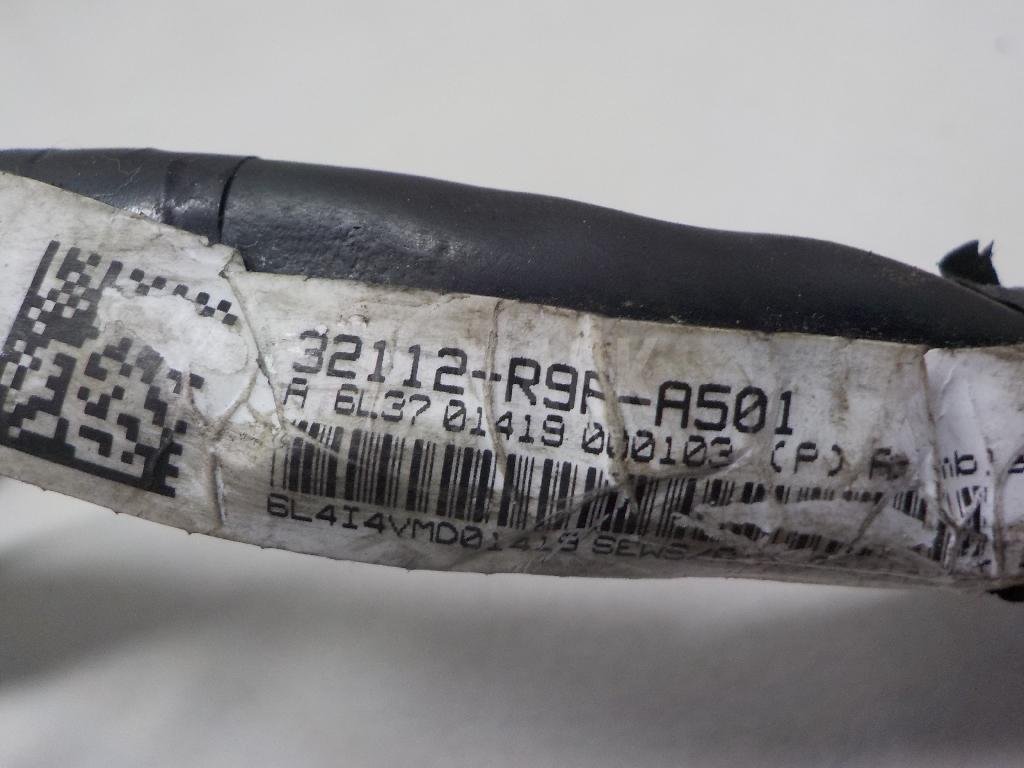 32112-R9P-A501
A 6L37 01419 000103 (P)
6L4I4VMD01419 SEWS